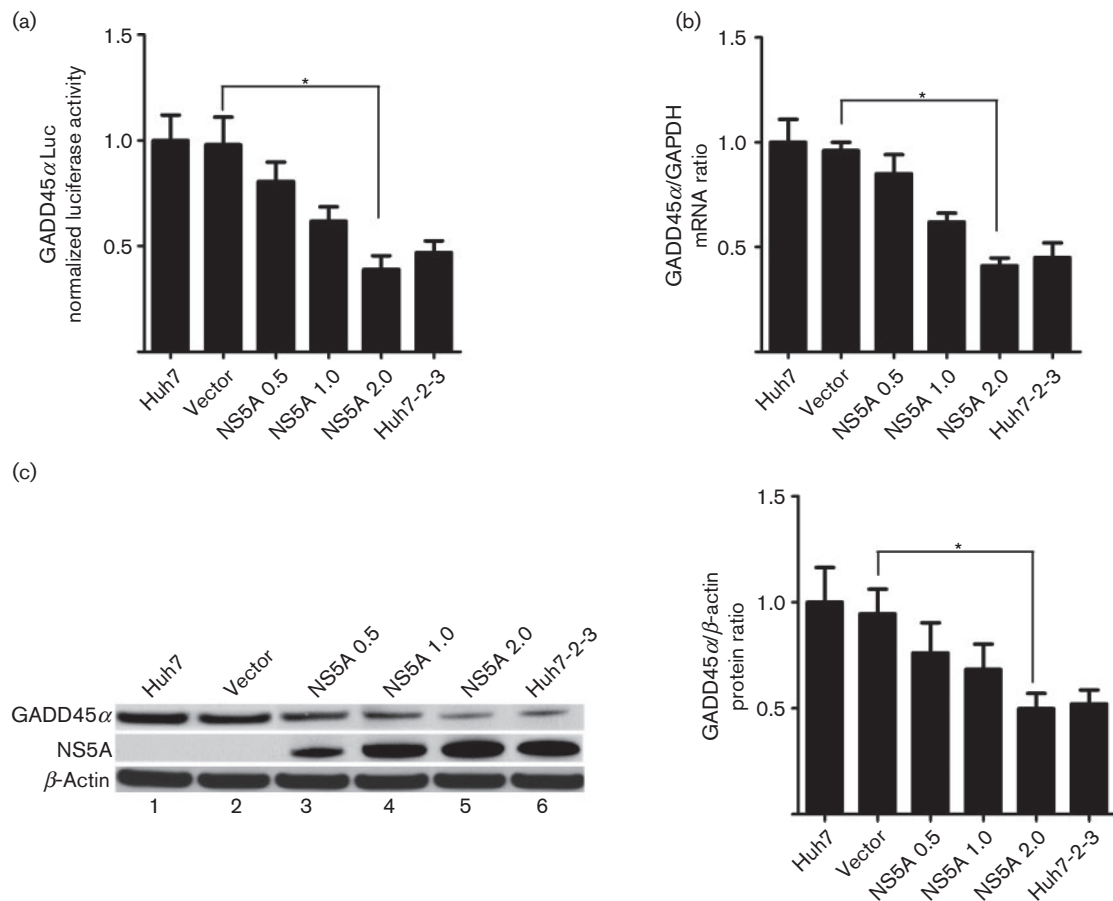 (a)
GADD45α Luc
normalized luciferase activity
1.5
1.0
0.5
*
Huh7
Vector
NS5A 0.5
NS5A 1.0
NS5A 2.0
Huh7-2-3
(b)
GADD45α/GAPDH
mRNA ratio
1.5
1.0
0.5
*
Huh7
Vector
NS5A 0.5
NS5A 1.0
NS5A 2.0
Huh7-2-3
(c)
Huh7
Vector
NS5A 0.5
NS5A 1.0
NS5A 2.0
Huh7-2-3
GADD45α
NS5A
β-Actin
1 2 3 4 5 6
GADD45α/β-actin
protein ratio
1.5
1.0
0.5
*
Huh7
Vector
NS5A 0.5
NS5A 1.0
NS5A 2.0
Huh7-2-3